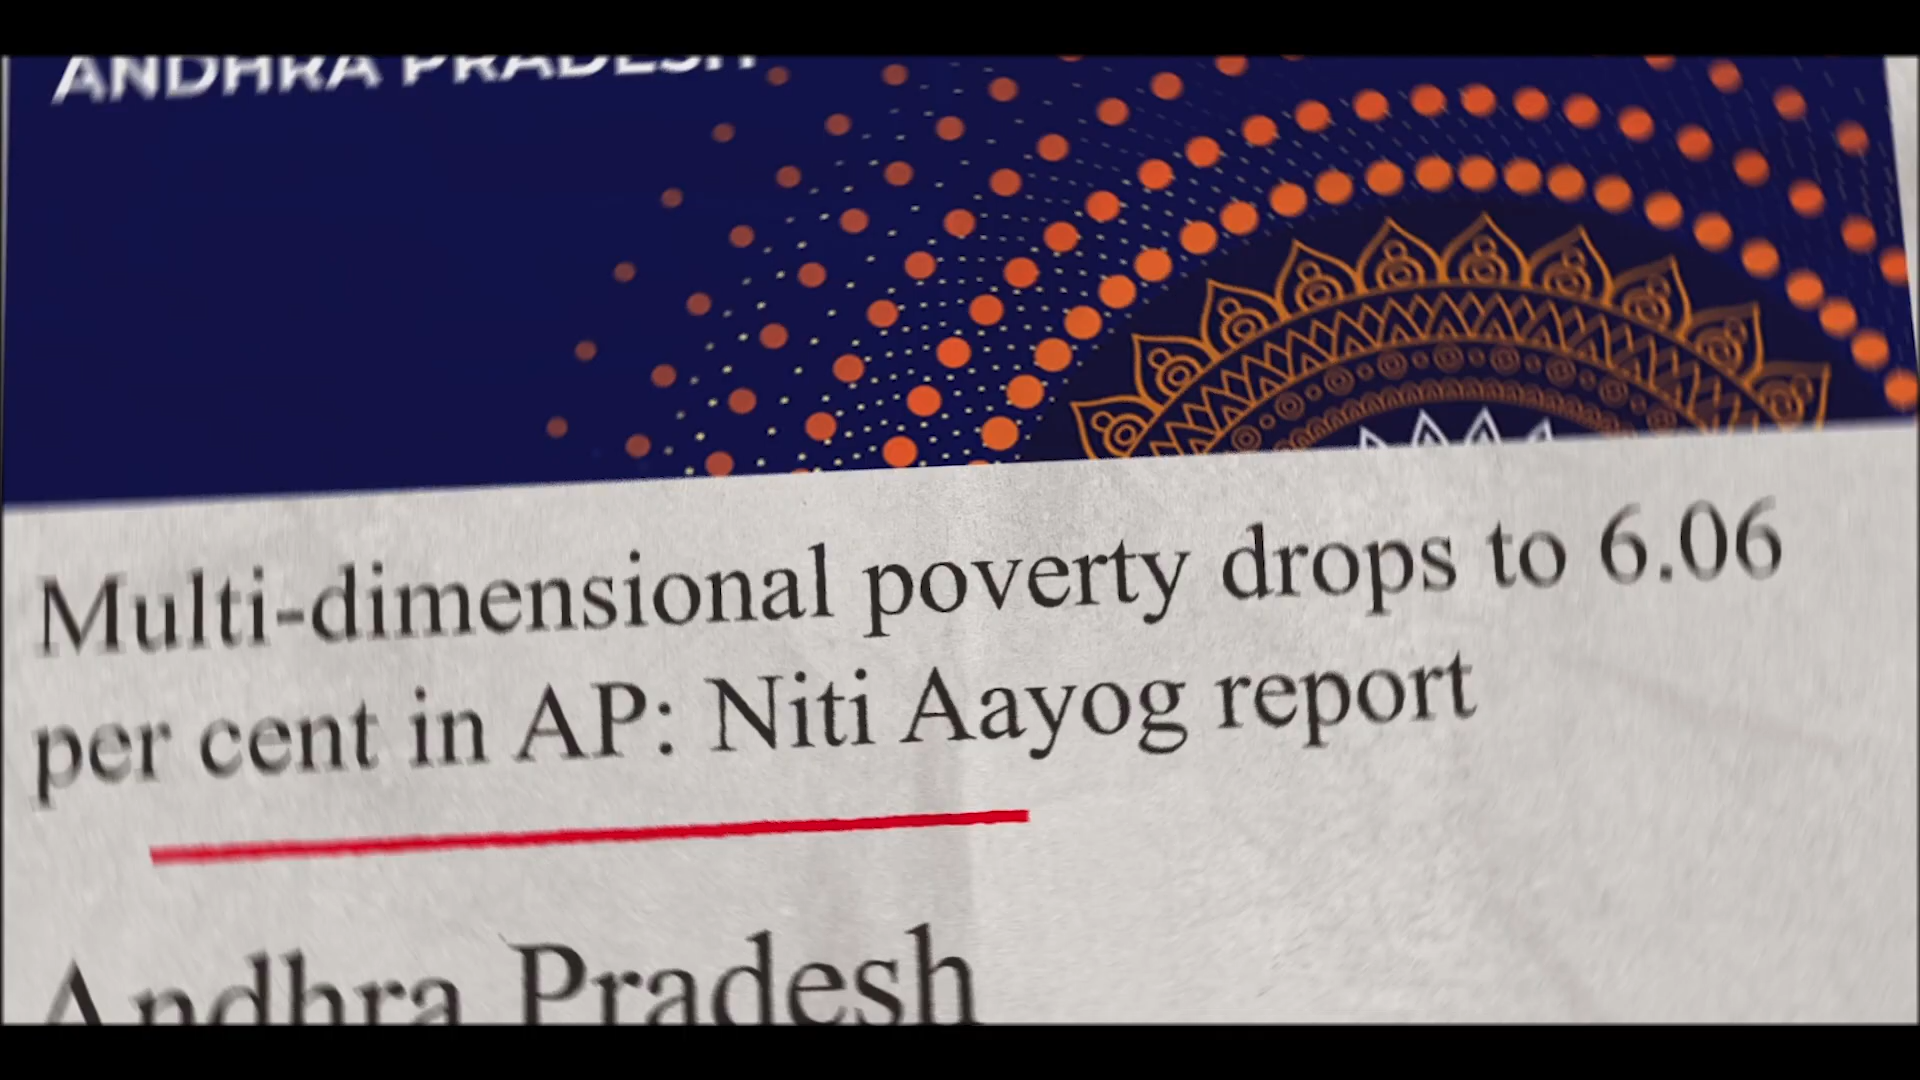 ANDHRA PRADESH
Multi-dimensional poverty drops to 6.06
per cent in AP: Niti Aayog report
Andhra Pradesh